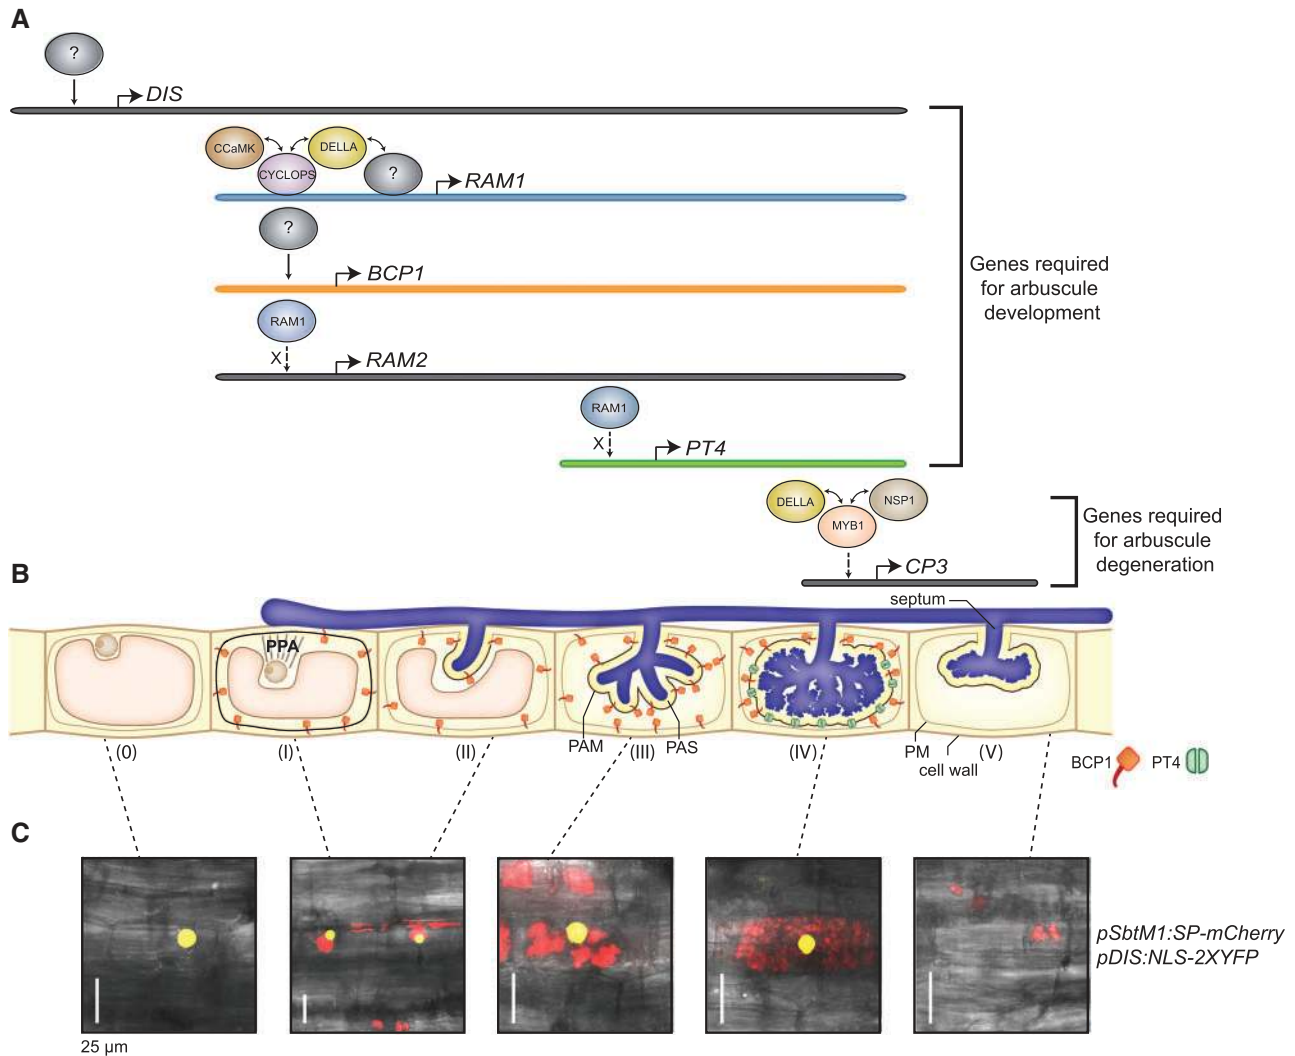 A
?
DIS
CCaMK
DELLA
CYCLOPS
?
RAM1
?
BCP1
RAM1
X
RAM2
RAM1
X
PT4
Genes required
for arbuscule
development
DELLA
NSP1
MYB1
CP3
Genes required
for arbuscule
degeneration
B
septum
PPA
PAM
PAS
PM
cell wall
(0)
(I)
(II)
(III)
(IV)
(V)
BCP1
PT4
C
pSbtM1:SP-mCherry
pDIS:NLS-2XYFP
25 µm